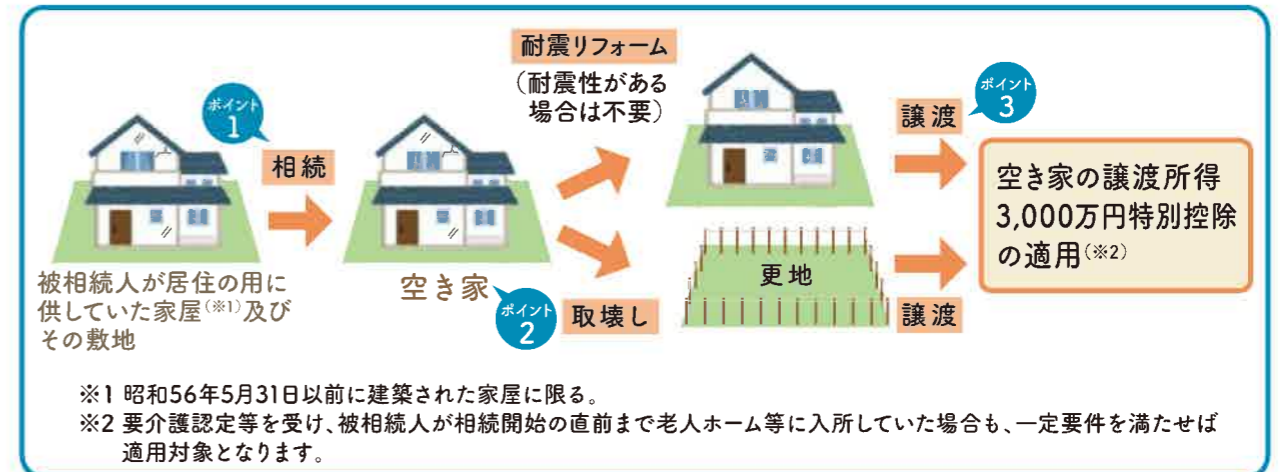 ポイント
1
相続
被相続人が居住の用に
供していた家屋(※1)及び
その敷地
空き家
ポイント
2
耐震リフォーム
(耐震性がある
場合は不要)
取壊し
更地
譲渡
ポイント
3
譲渡
空き家の譲渡所得
3,000万円特別控除
の適用(※2)
※1 昭和56年5月31日以前に建築された家屋に限る。
※2 要介護認定等を受け、被相続人が相続開始の直前まで老人ホーム等に入所していた場合も、一定要件を満たせば
適用対象となります。